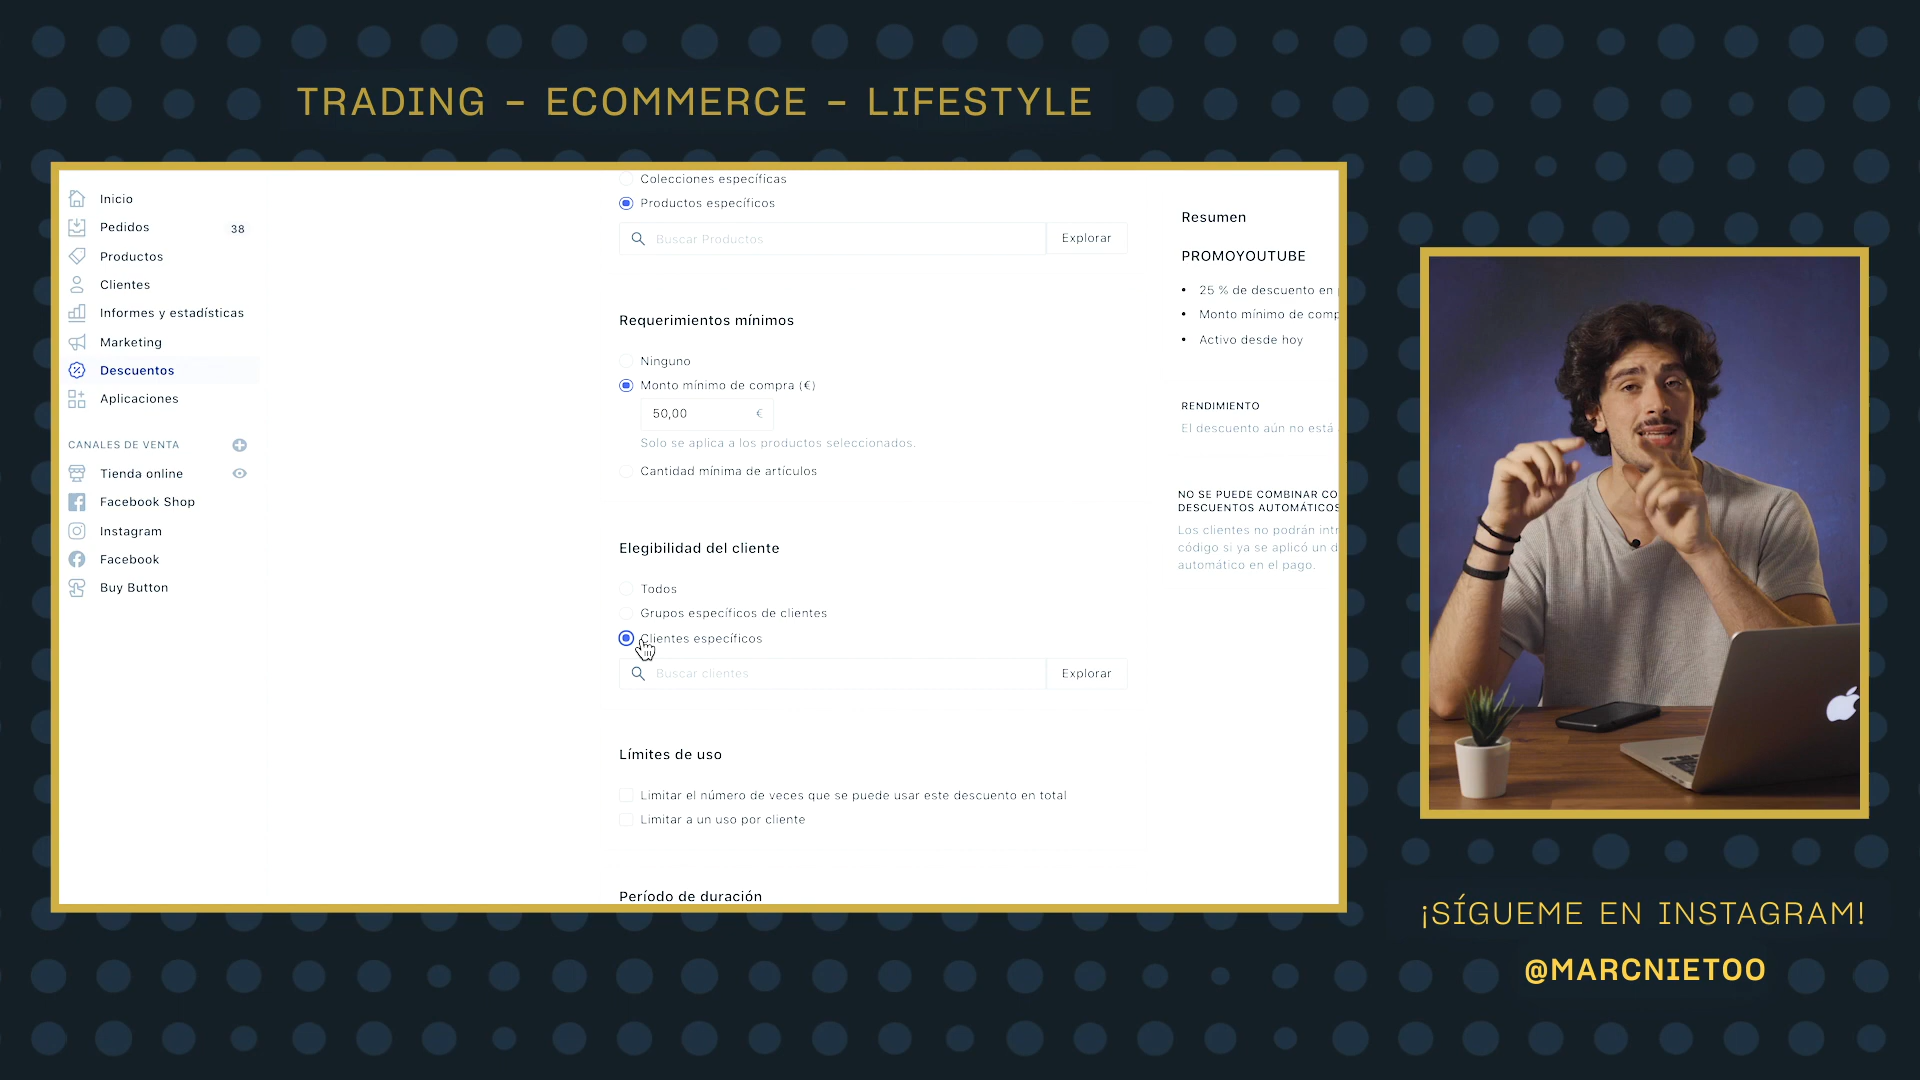 TRADING - ECOMMERCE - LIFESTYLE
Inicio
Pedidos 38
Productos
Clientes
Informes y estadísticas
Marketing
Descuentos
Aplicaciones
CANALES DE VENTA
Tienda online
Facebook Shop
Instagram
Facebook
Buy Button
Colecciones específicas
Productos específicos
Buscar Productos
Explorar
Requerimientos mínimos
Ninguno
Monto mínimo de compra (€)
50,00 €
Solo se aplica a los productos seleccionados.
Cantidad mínima de artículos
Elegibilidad del cliente
Todos
Grupos específicos de clientes
Clientes específicos
Buscar clientes
Explorar
Límites de uso
Limitar el número de veces que se puede usar este descuento en total
Limitar a un uso por cliente
Período de duración
Resumen
PROMOYOUTUBE
• 25 % de descuento en
• Monto mínimo de comp
• Activo desde hoy
RENDIMIENTO
El descuento aún no está
NO SE PUEDE COMBINAR CO
DESCUENTOS AUTOMÁTICOS
Los clientes no podrán intr
código si ya se aplicó un d
automático en el pago.
¡SÍGUEME EN INSTAGRAM!
@MARCNIETOO